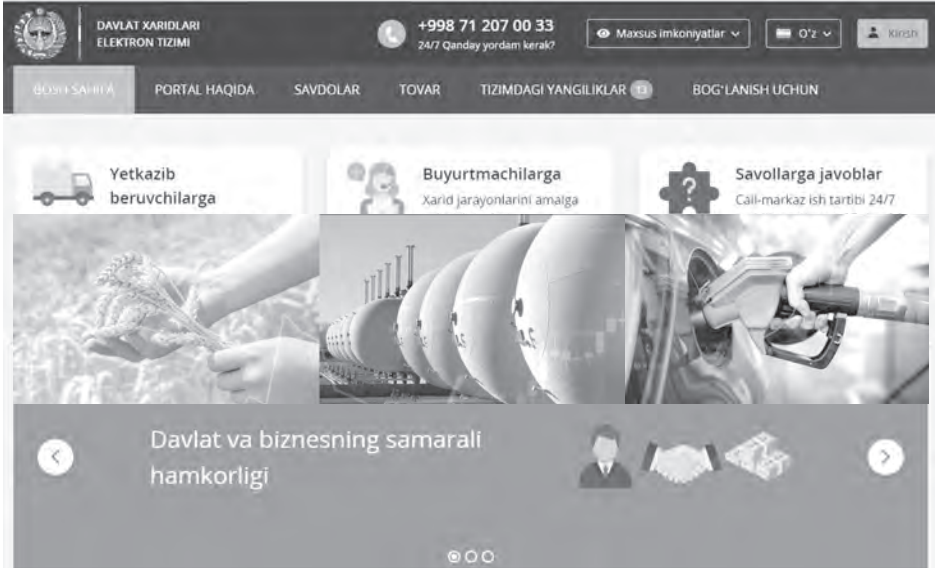 DAVLAT XARIDLARI
ELEKTRON TIZIMI
+998 71 207 00 33
24/7 Qanday yordam kerak?
Maxsus imkoniyatlar
O'z
Kirish
BOSH SAHIFA
PORTAL HAQIDA
SAVDOLAR
TOVAR
TIZIMDAGI YANGILIKLAR 13
BOG'LANISH UCHUN
Yetkazib
beruvchilarga
Buyurtmachilarga
Xarid jarayonlarini amalga
Savollarga javoblar
Call-markaz ish tartibi 24/7
Davlat va biznesning samarali
hamkorligi